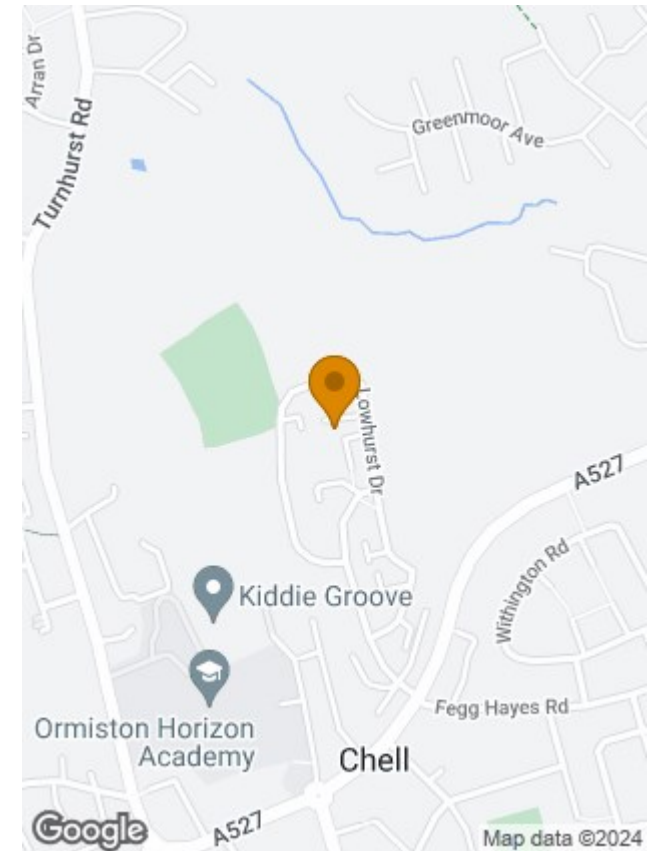 Arran Dr
Turnhurst Rd
Greenmoor Ave
Lowhurst Dr
A527
Withington Rd
Kiddie Groove
Fegg Hayes Rd
Ormiston Horizon
Academy
Chell
A527
Google
Map data ©2024